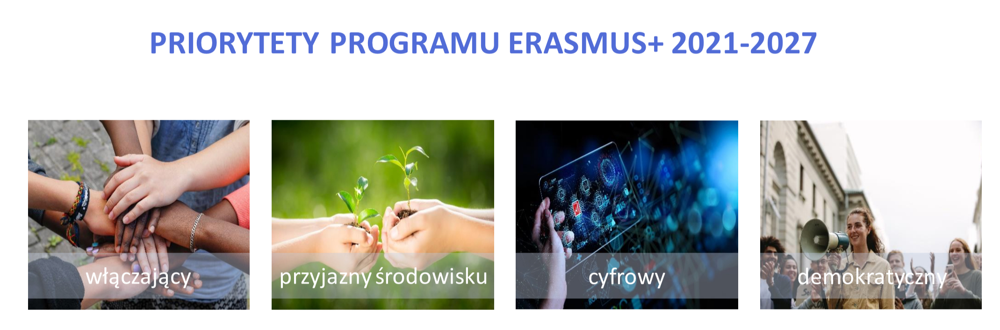 PRIORYTETY PROGRAMU ERASMUS+ 2021-2027
włączający
przyjazny środowisku
cyfrowy
demokratyczny